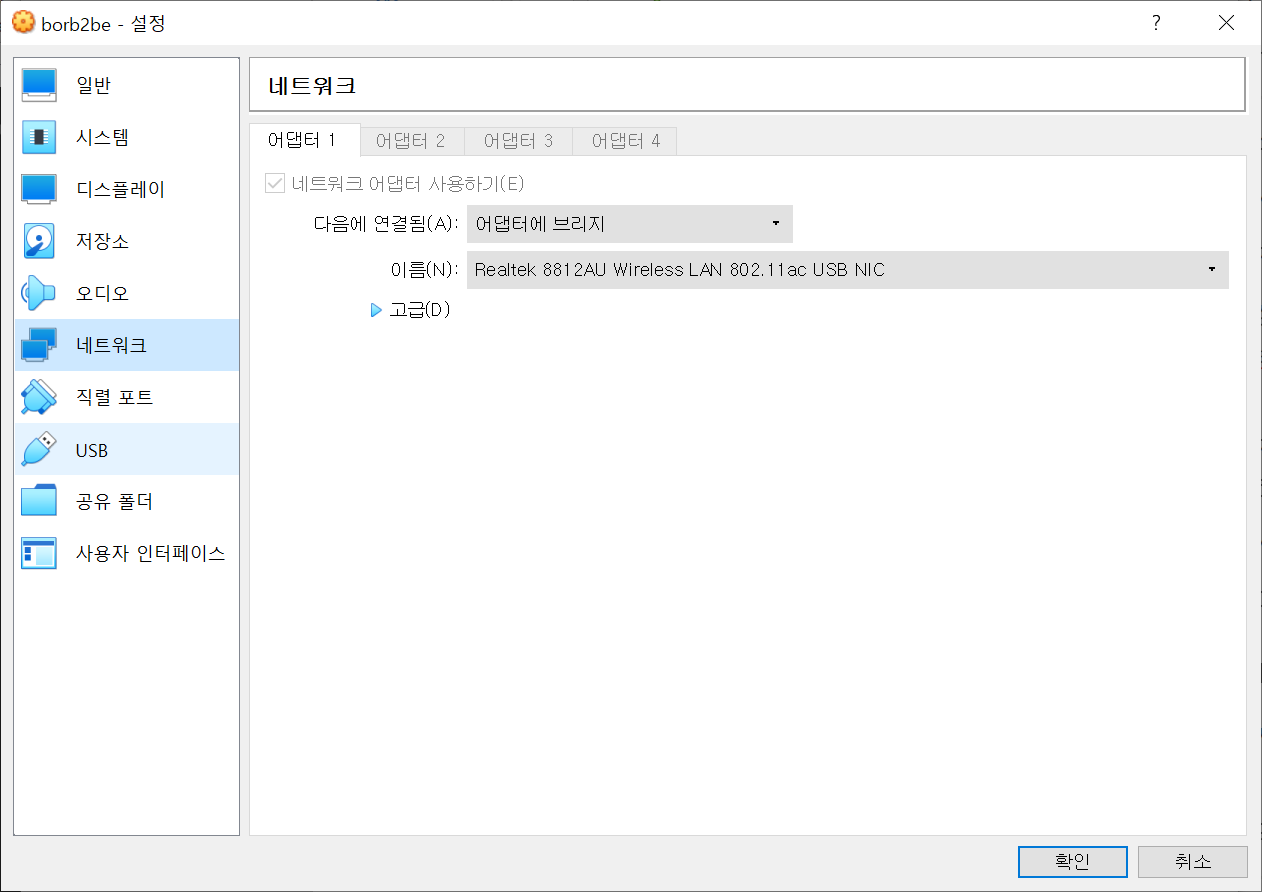 borb2be - 설정
?
일반
시스템
디스플레이
저장소
오디오
네트워크
직렬 포트
USB
공유 폴더
사용자 인터페이스
네트워크
어댑터 1 어댑터 2 어댑터 3 어댑터 4
네트워크 어댑터 사용하기(E)
다음에 연결됨(A): 어댑터에 브리지
이름(N): Realtek 8812AU Wireless LAN 802.11ac USB NIC
고급(D)
확인 취소